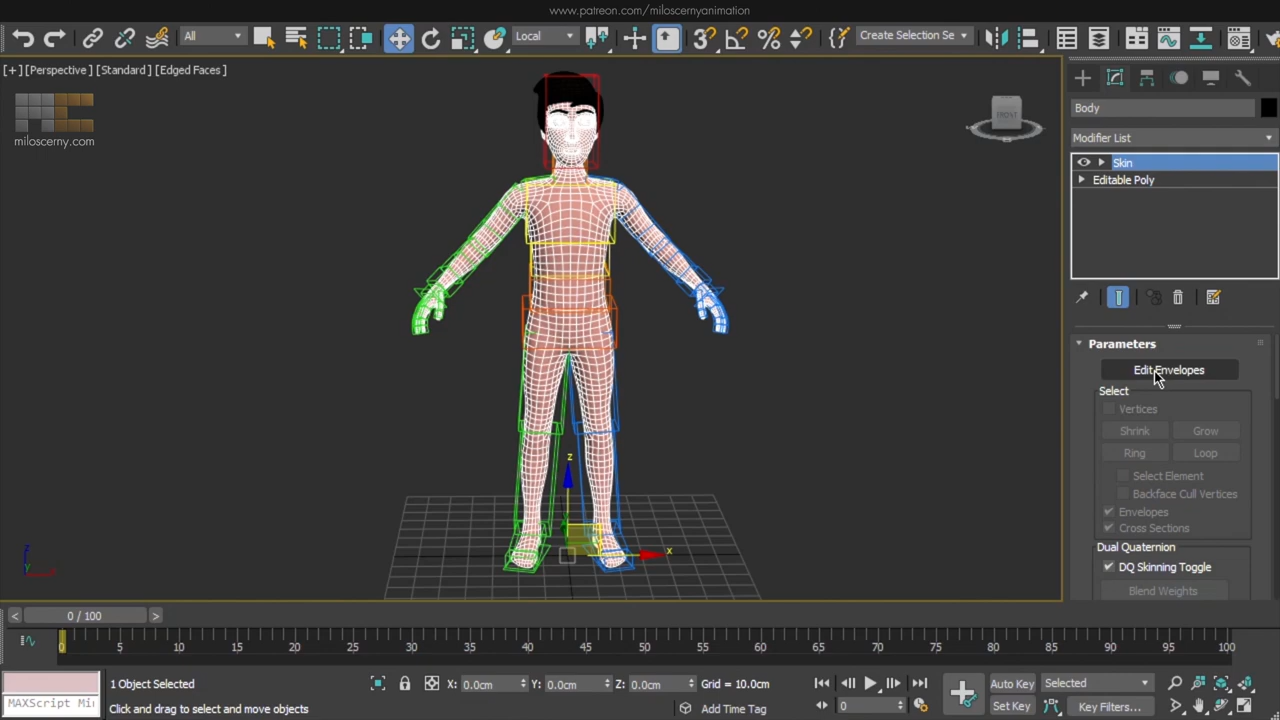 www.patreon.com/miloscernyanimation
All
Local
Create Selection Se
[+] [Perspective] [Standard] [Edged Faces]
miloscerny.com
FRONT
Body
Modifier List
Skin
Editable Poly
Parameters
Edit Envelopes
Select
Vertices
Shrink Grow
Ring Loop
Select Element
Backface Cull Vertices
Envelopes
Cross Sections
Dual Quaternion
DQ Skinning Toggle
Blend Weights
z
x
z
y
< 0 / 100 >
0 5 10 15 20 25 30 35 40 45 50 55 60 65 70 75 80 85 90 95 100
1 Object Selected
X: 0.0cm Y: 0.0cm Z: 0.0cm Grid = 10.0cm
Auto Key Selected
MAXScript Mi
Click and drag to select and move objects
Add Time Tag
0
Set Key Key Filters...